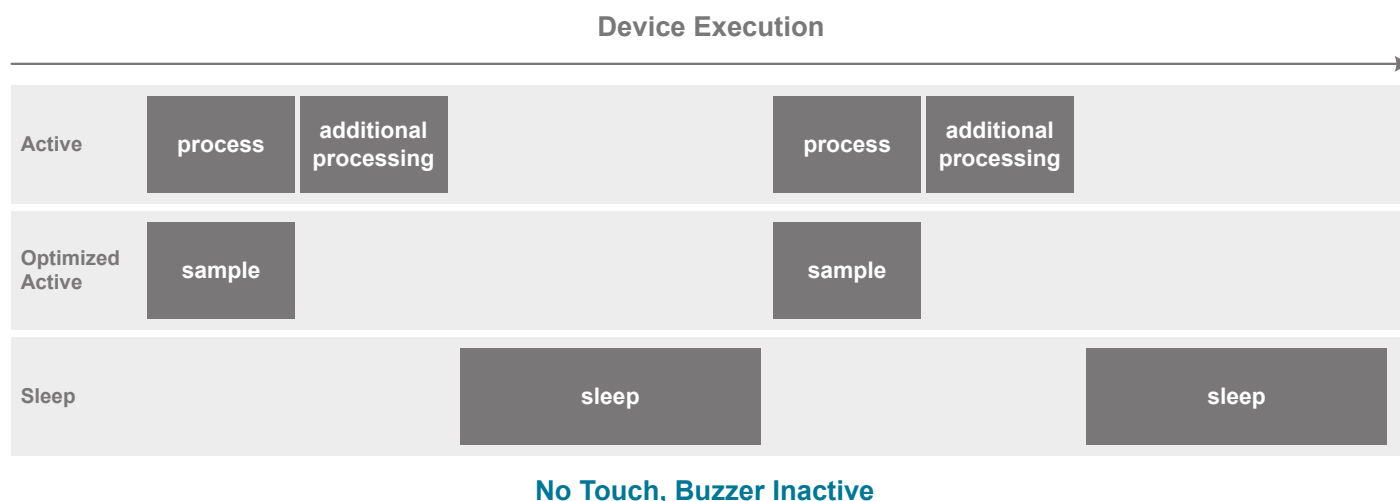 Device Execution
Active
process
additional
processing
process
additional
processing
Optimized
Active
sample
sample
Sleep
sleep
sleep
No Touch, Buzzer Inactive